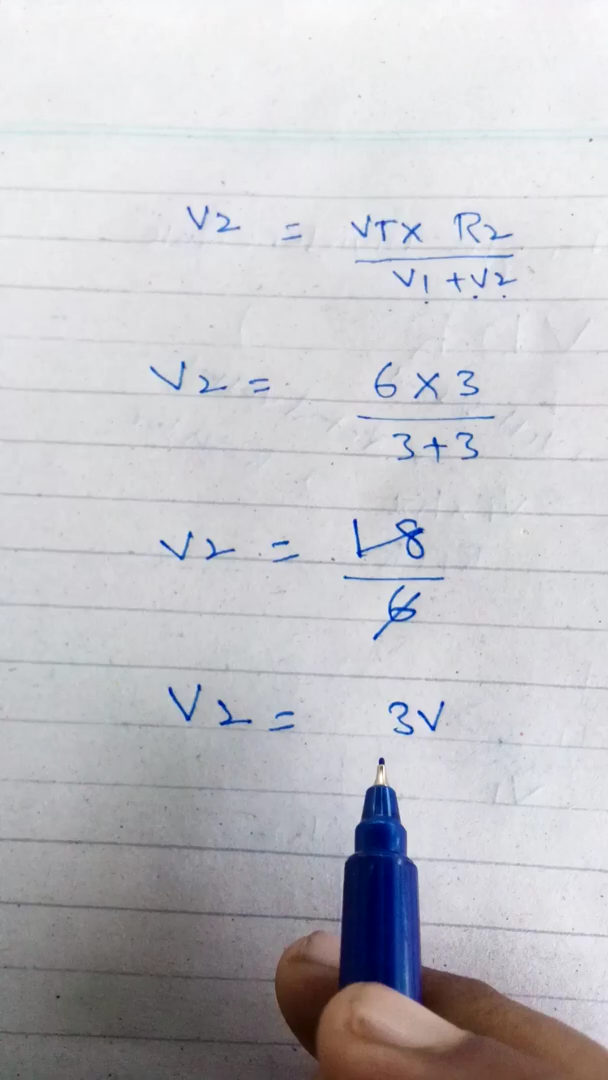 V2 = VT X R2
V1 + V2
V2 = 6 X 3
3 + 3
V2 = 18
6
V2 = 3V